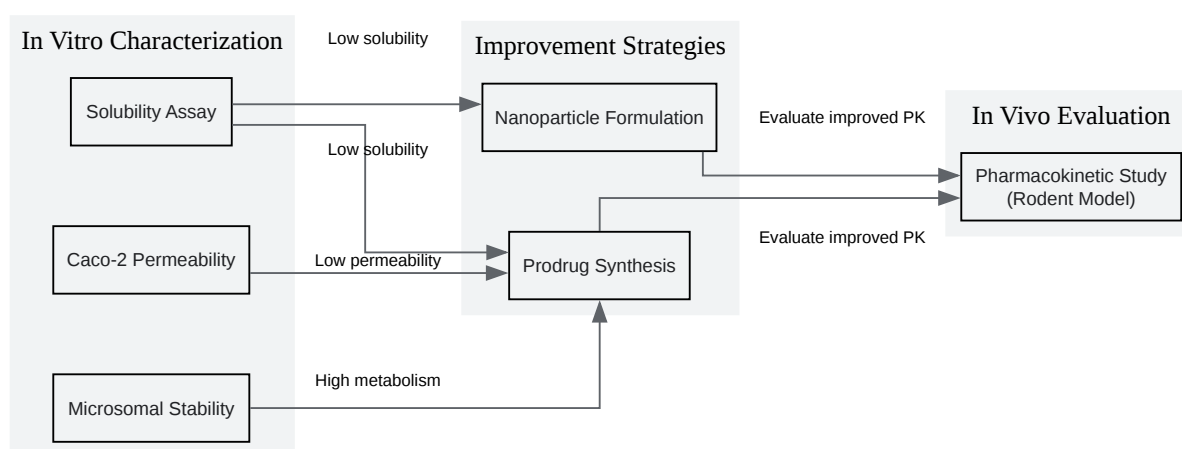 In Vitro Characterization
Low solubility
Improvement Strategies
Solubility Assay
Nanoparticle Formulation
Evaluate improved PK
In Vivo Evaluation
Low solubility
Pharmacokinetic Study
(Rodent Model)
Evaluate improved PK
Caco-2 Permeability
Low permeability
Prodrug Synthesis
High metabolism
Microsomal Stability